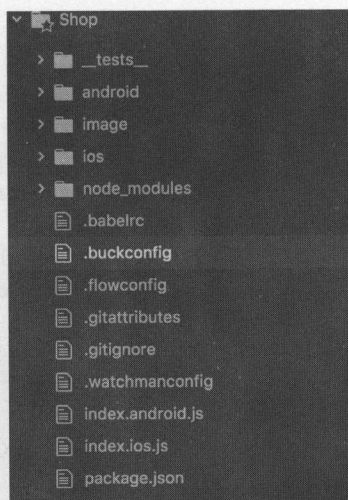 Shop
__tests__
android
image
ios
node_modules
.babelrc
.buckconfig
.flowconfig
.gitattributes
.gitignore
.watchmanconfig
index.android.js
index.ios.js
package.json